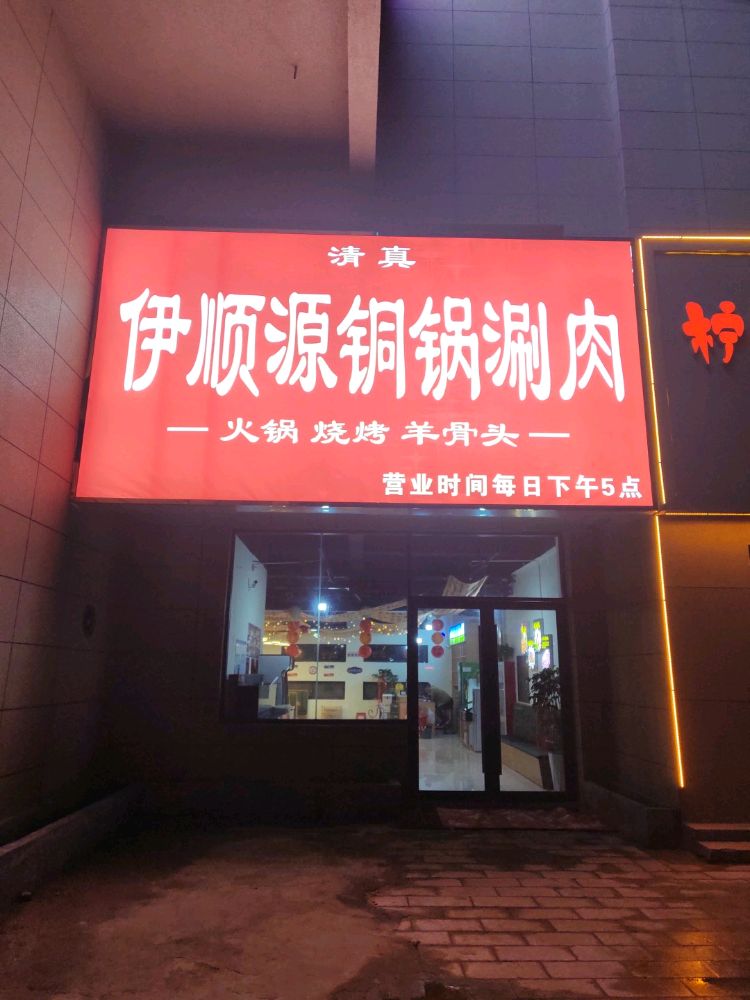 清真
伊顺源铜锅涮肉
— 火锅 烧烤 羊骨头 —
营业时间每日下午5点
柠